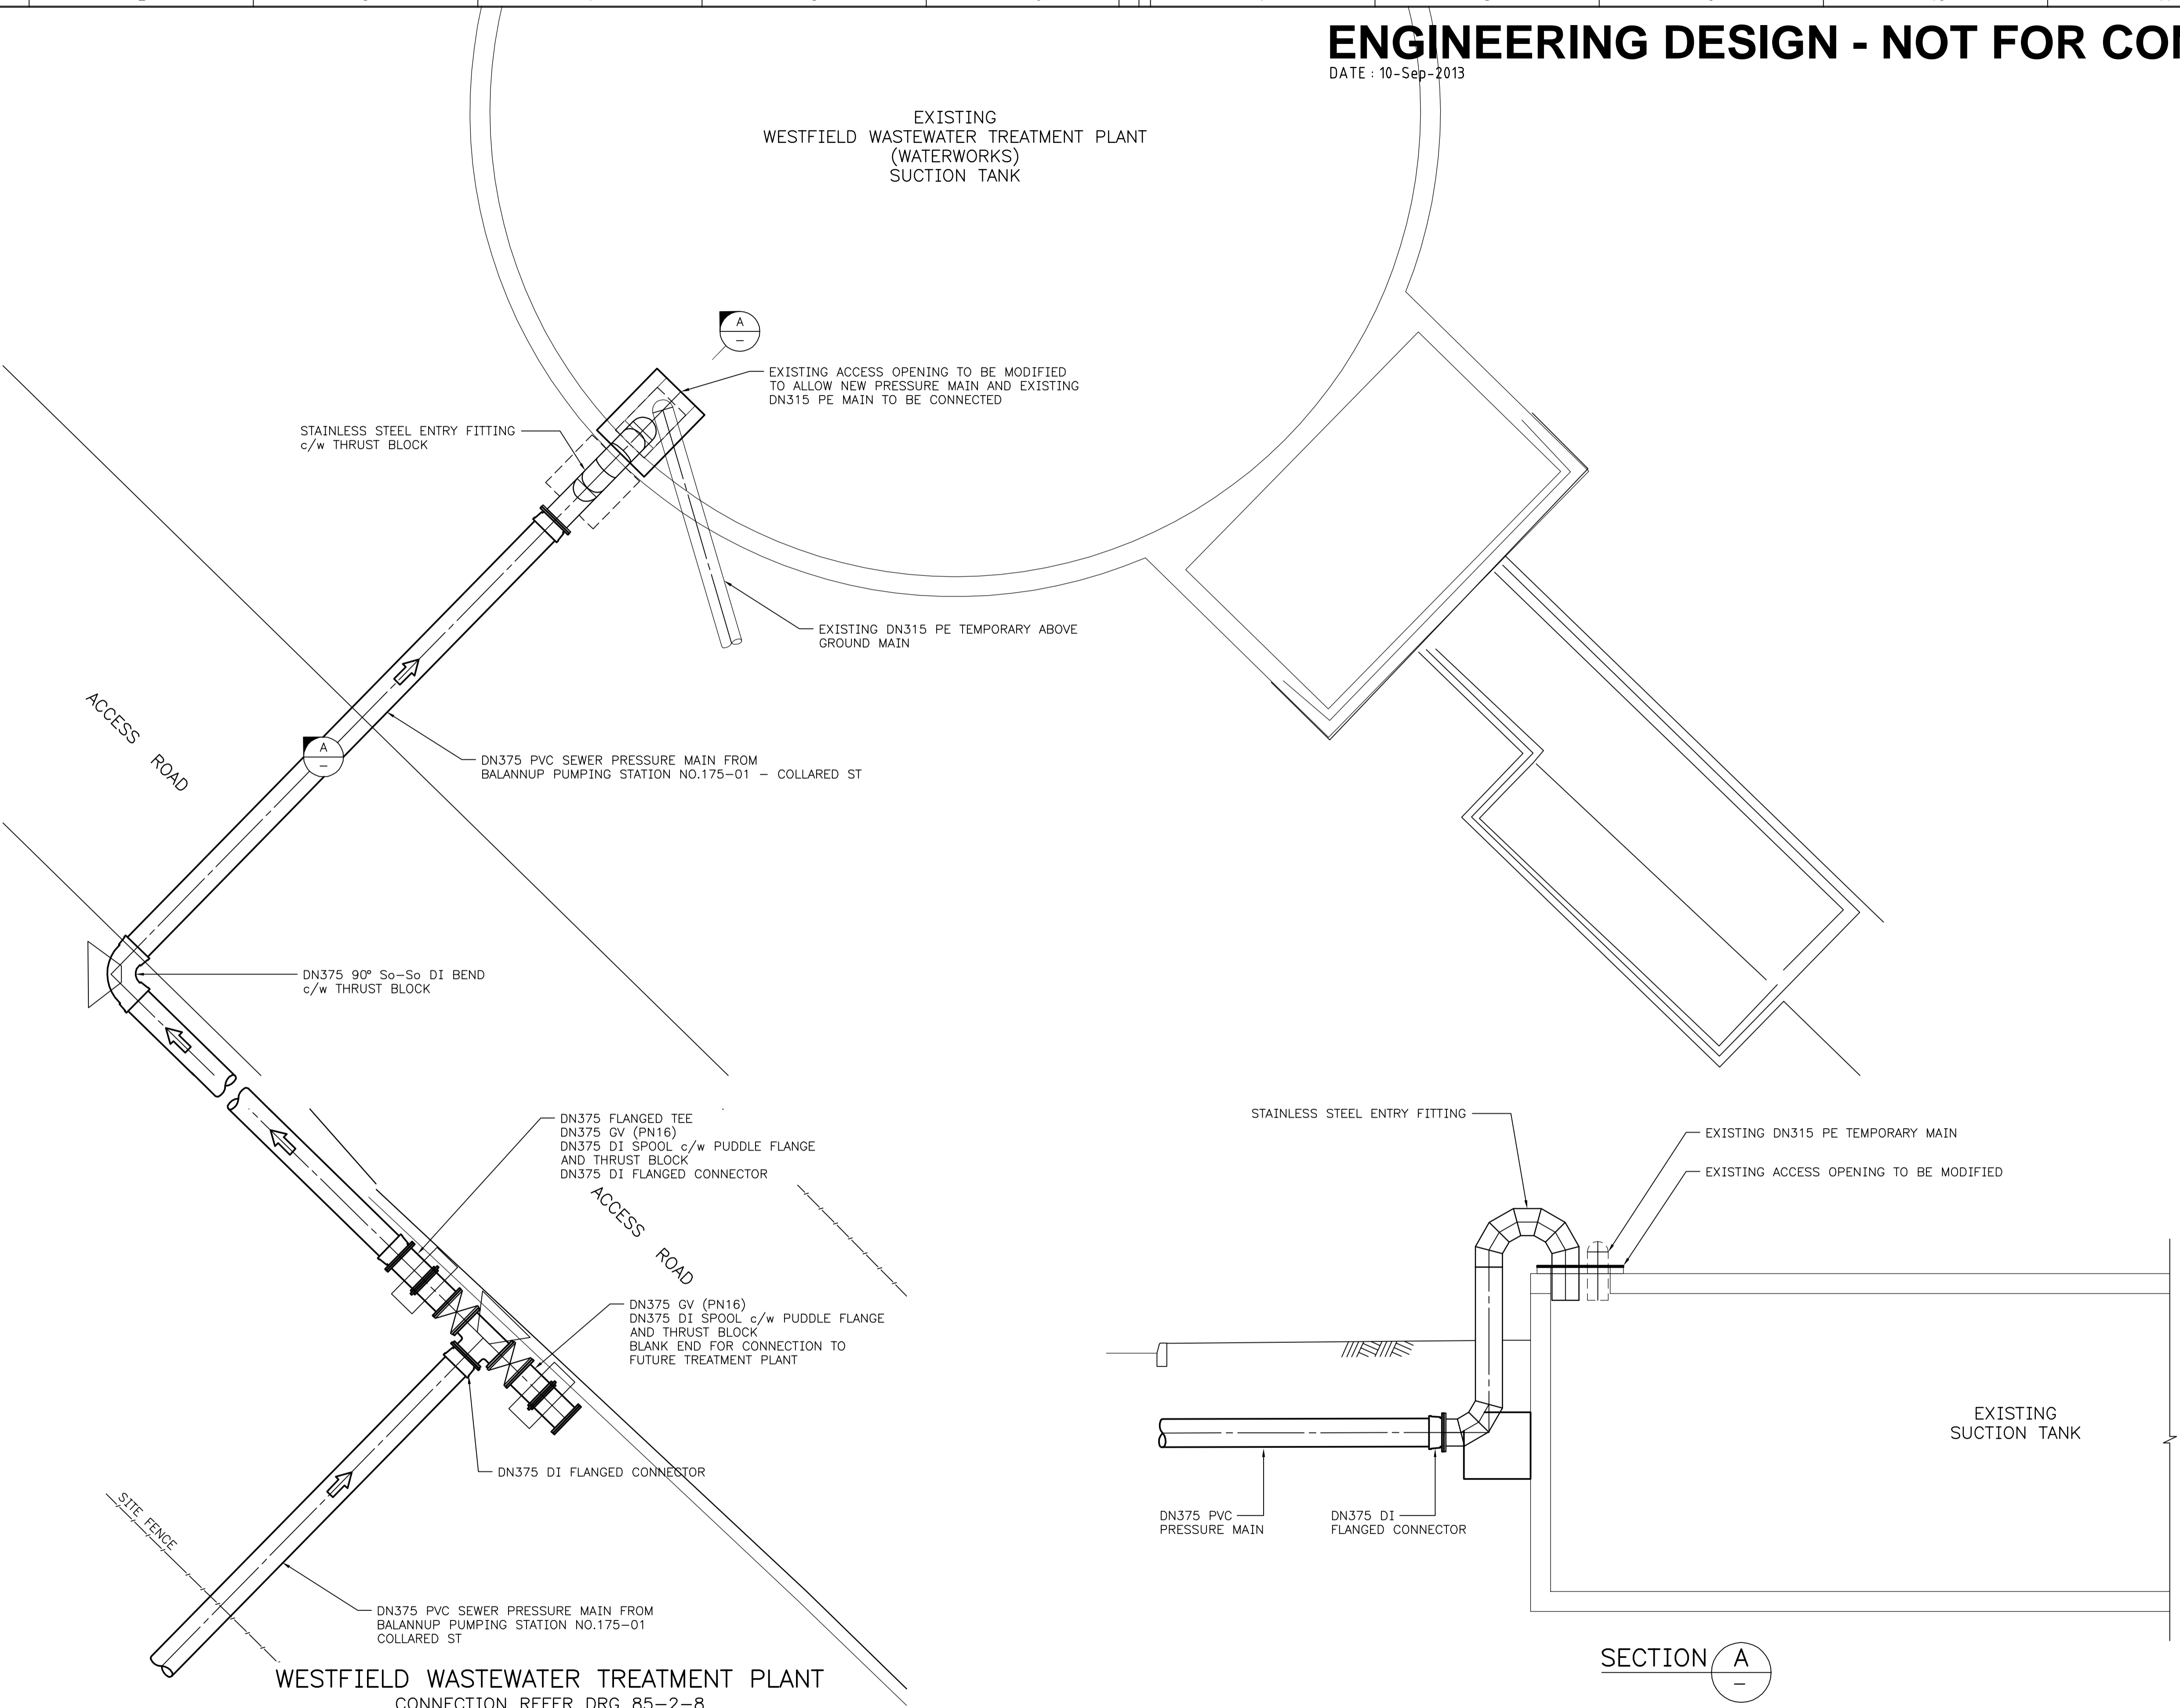 ENGINEERING DESIGN - NOT FOR
DATE : 10-Sep-2013
EXISTING
WESTFIELD WASTEWATER TREATMENT PLANT
(WATERWORKS)
SUCTION TANK
A
–
EXISTING ACCESS OPENING TO BE MODIFIED
TO ALLOW NEW PRESSURE MAIN AND EXISTING
DN315 PE MAIN TO BE CONNECTED
STAINLESS STEEL ENTRY FITTING
c/w THRUST BLOCK
EXISTING DN315 PE TEMPORARY ABOVE
GROUND MAIN
ACCESS ROAD
A
–
DN375 PVC SEWER PRESSURE MAIN FROM
BALANNUP PUMPING STATION NO.175–01 – COLLARED ST
DN375 90° So–So DI BEND
c/w THRUST BLOCK
DN375 FLANGED TEE
DN375 GV (PN16)
DN375 DI SPOOL c/w PUDDLE FLANGE
AND THRUST BLOCK
DN375 DI FLANGED CONNECTOR
ACCESS ROAD
DN375 GV (PN16)
DN375 DI SPOOL c/w PUDDLE FLANGE
AND THRUST BLOCK
BLANK END FOR CONNECTION TO
FUTURE TREATMENT PLANT
DN375 DI FLANGED CONNECTOR
SITE FENCE
DN375 PVC SEWER PRESSURE MAIN FROM
BALANNUP PUMPING STATION NO.175–01
COLLARED ST
WESTFIELD WASTEWATER TREATMENT PLANT
CONNECTION REFER DRG 85–2–8
STAINLESS STEEL ENTRY FITTING
EXISTING DN315 PE TEMPORARY MAIN
EXISTING ACCESS OPENING TO BE MODIFIED
EXISTING
SUCTION TANK
DN375 PVC
PRESSURE MAIN
DN375 DI
FLANGED CONNECTOR
SECTION A
–